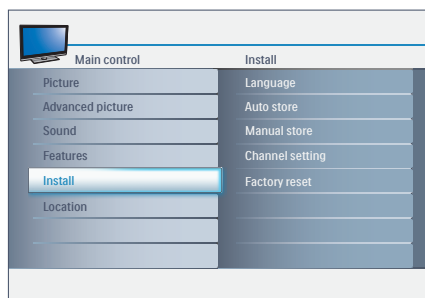 Main control
Install
Picture
Language
Advanced picture
Auto store
Sound
Manual store
Features
Channel setting
Install
Factory reset
Location